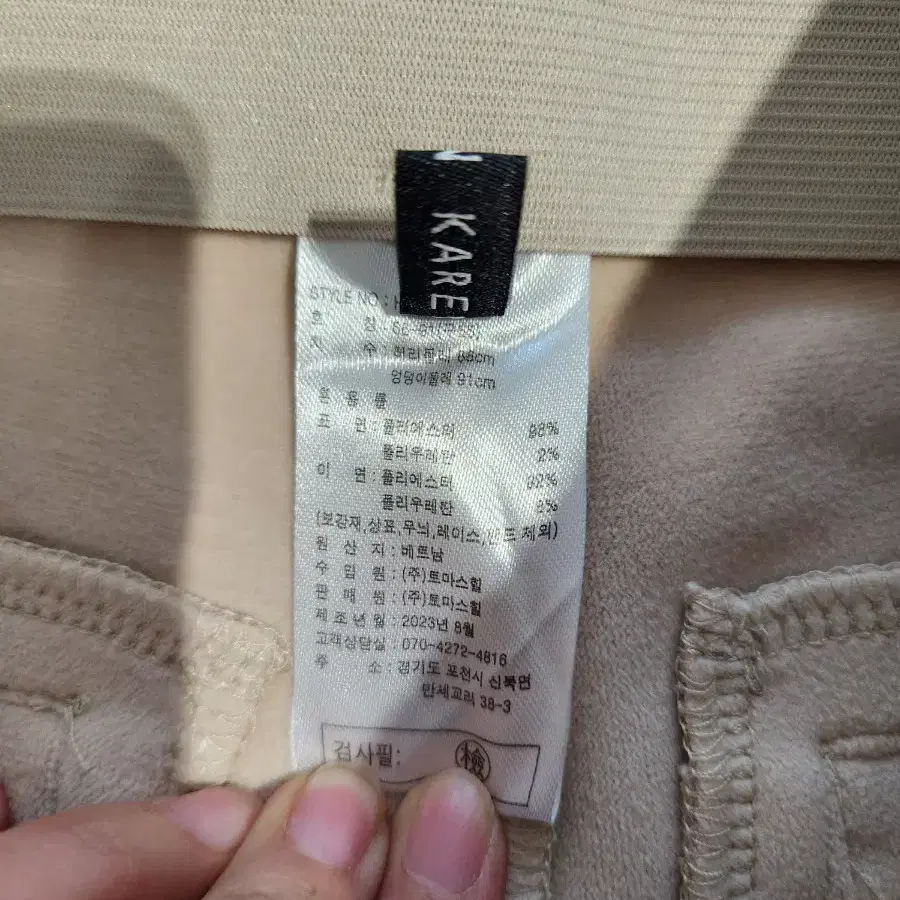 KARE
STYLE NO : H
호 칭 :
치 수 : 허리둘레 68cm
엉덩이둘레 91cm
혼 용 률
표 면 : 폴리에스터 98%
폴리우레탄 2%
이 면 : 폴리에스터 92%
폴리우레탄
(보강재,상표,무늬,레이스,밴드 제외)
원 산 지 : 베트남
수 입 원 : (주)토마스힐
판 매 원 : (주)토마스힐
제 조 년 월 : 2023년 8월
고객상담실 : 070-4272-4816
주 소 : 경기도 포천시 신북면
만세교리 38-3
검사필: 檢